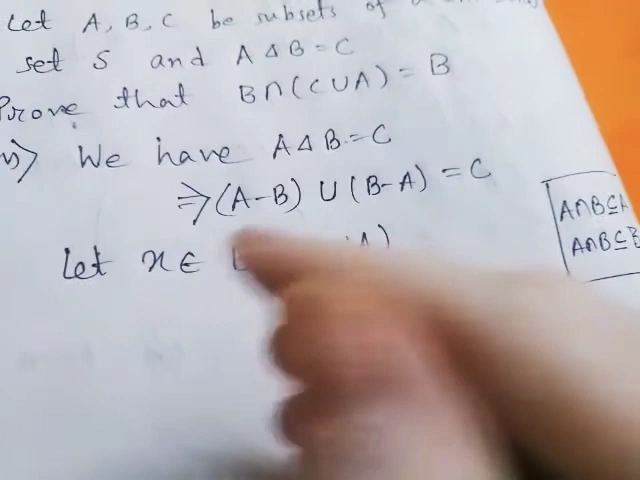 Let A, B, C be subsets of a
set S and A Δ B = C
Prove that B∩(C∪A) = B
We have A Δ B = C
⇒ (A-B) ∪ (B-A) = C
Let x ∈ A)
A∩B⊆A
A∩B⊆B